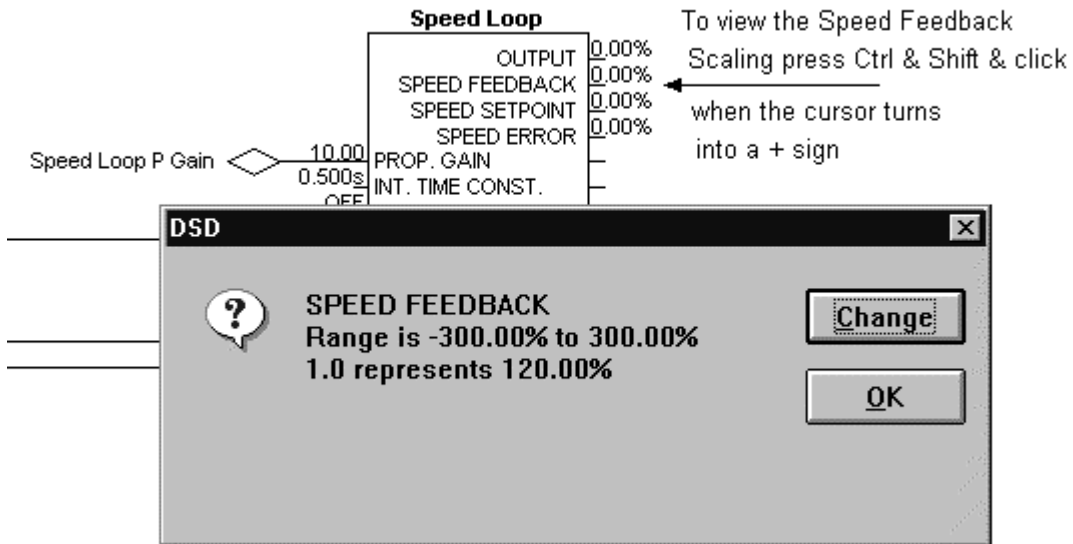 Speed Loop
OUTPUT 0.00%
SPEED FEEDBACK 0.00%
SPEED SETPOINT 0.00%
SPEED ERROR 0.00%
To view the Speed Feedback
Scaling press Ctrl & Shift & click
when the cursor turns
into a + sign
Speed Loop P Gain 10.00 PROP. GAIN
0.500s INT. TIME CONST.
OFF
DSD
SPEED FEEDBACK
Range is -300.00% to 300.00%
1.0 represents 120.00%
Change
OK